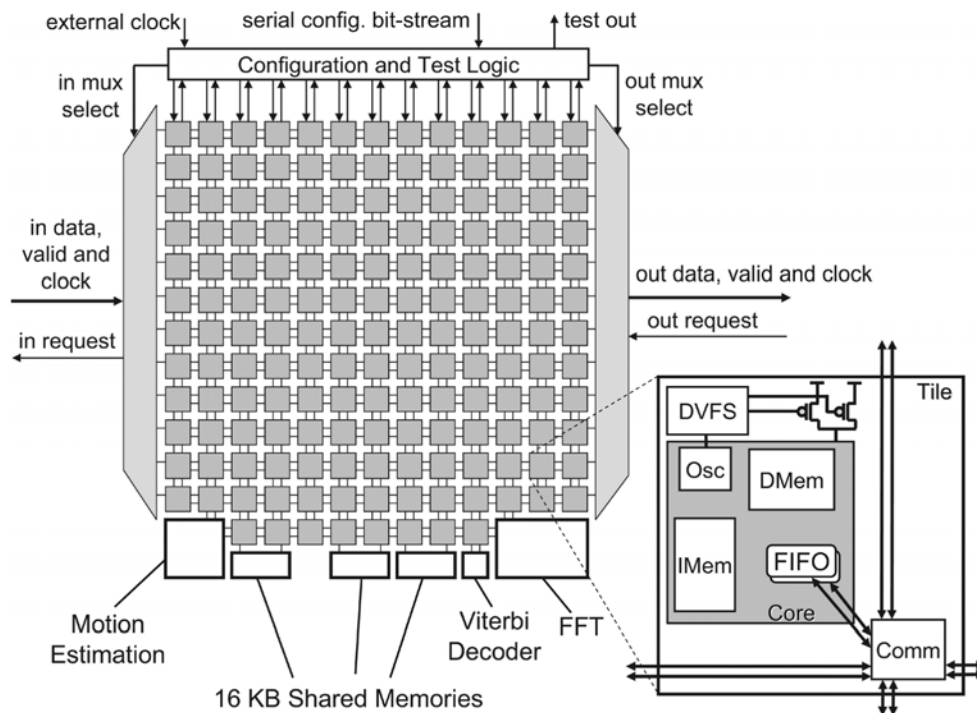 external clock
serial config. bit-stream
test out
Configuration and Test Logic
in mux
select
out mux
select
in data,
valid and
clock
out data, valid and clock
in request
out request
Tile
DVFS
Osc
DMem
IMem
FIFO
Core
Comm
Motion
Estimation
Viterbi
Decoder
FFT
16 KB Shared Memories